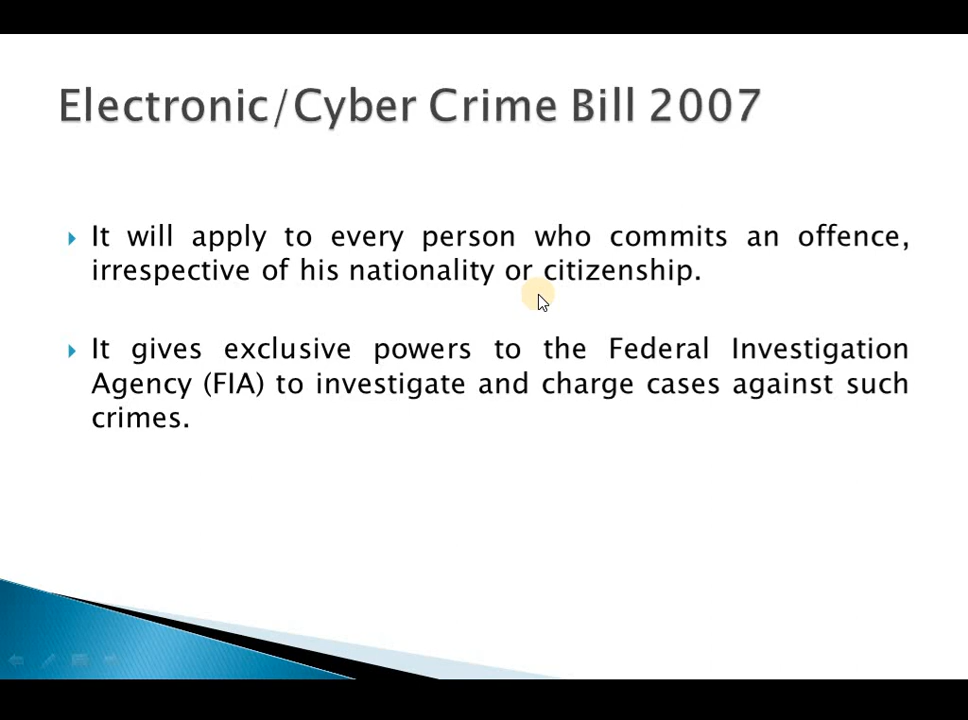 Electronic/Cyber Crime Bill 2007
It will apply to every person who commits an offence,
irrespective of his nationality or citizenship.
It gives exclusive powers to the Federal Investigation
Agency (FIA) to investigate and charge cases against such
crimes.